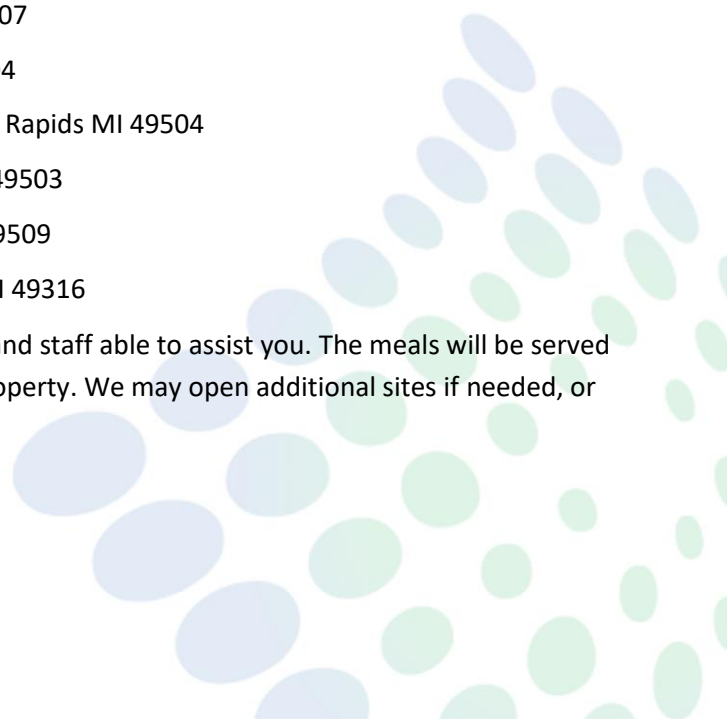 07
4
Rapids MI 49504
49503
9509
I 49316
and staff able to assist you. The meals will be served
operty. We may open additional sites if needed, or